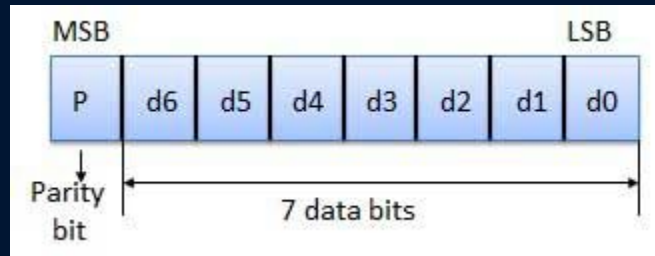 MSB LSB
P d6 d5 d4 d3 d2 d1 d0
Parity
bit
7 data bits